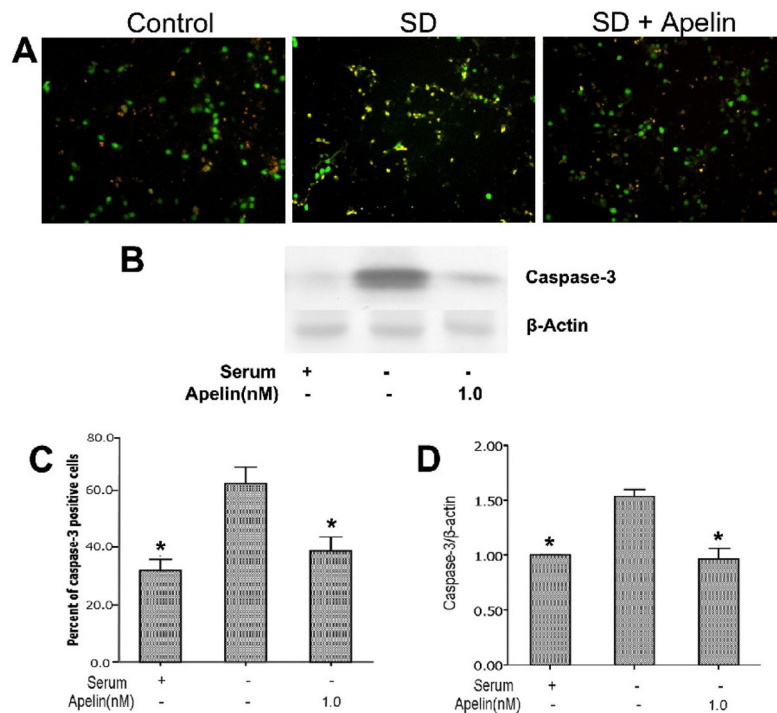 Control SD SD + Apelin
A
B
Caspase-3
β-Actin
Serum + - -
Apelin(nM) - - 1.0
C
Percent of caspase-3 positive cells
80.0
60.0
40.0
20.0
0.0
* *
Serum + - -
Apelin(nM) - - 1.0
D
Caspase-3/β-actin
2.00
1.50
1.00
0.50
0.00
* *
Serum + - -
Apelin(nM) - - 1.0